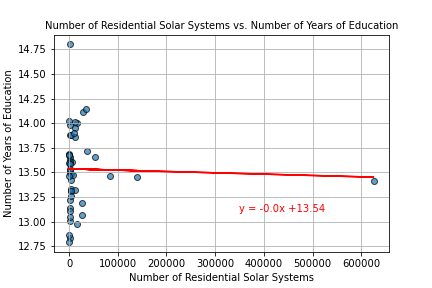 Number of Residential Solar Systems vs. Number of Years of Education
Number of Years of Education
14.75
14.50
14.25
14.00
13.75
13.50
13.25
13.00
12.75
y = -0.0x +13.54
0 100000 200000 300000 400000 500000 600000
Number of Residential Solar Systems